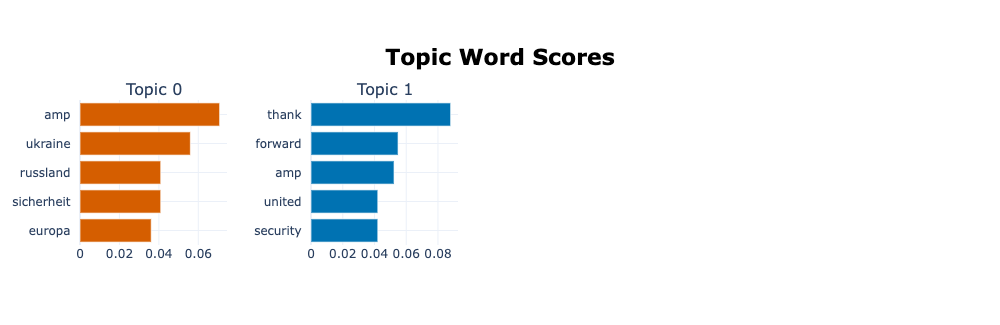 Topic Word Scores
Topic 0
amp
ukraine
russland
sicherheit
europa
0 0.02 0.04 0.06
Topic 1
thank
forward
amp
united
security
0 0.02 0.04 0.06 0.08